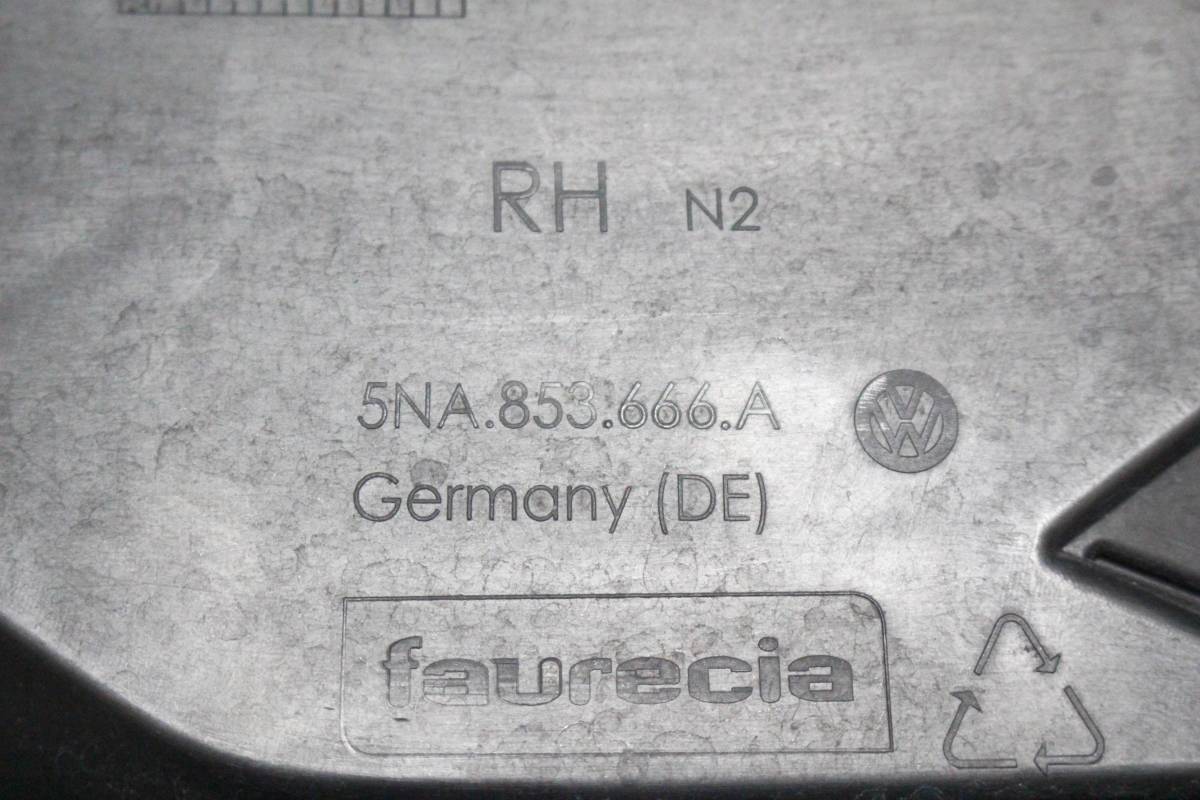 RH N2
5NA.853.666.A
Germany (DE)
faurecia